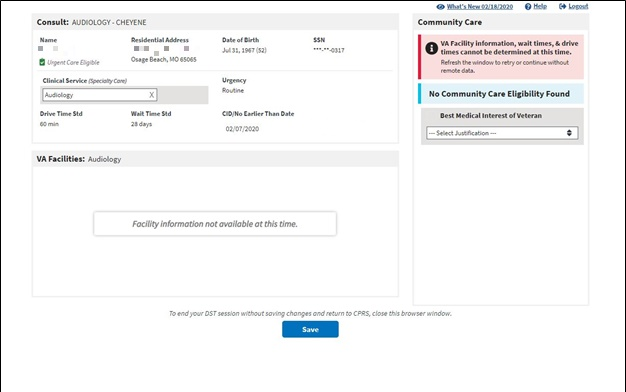 What's New 02/18/2020 Help Logout
Consult: AUDIOLOGY - CHEYENE
Name Residential Address Date of Birth SSN
Jul 31, 1967 (52) ***-**-0317
Osage Beach, MO 65065
Urgent Care Eligible
Clinical Service (Specialty Care) Urgency
Audiology X Routine
Drive Time Std Wait Time Std CID/No Earlier Than Date
60 min 28 days 02/07/2020
VA Facilities: Audiology
Facility information not available at this time.
Community Care
VA Facility information, wait times, & drive
times cannot be determined at this time.
Refresh the window to retry or continue without
remote data.
No Community Care Eligibility Found
Best Medical Interest of Veteran
--- Select Justification ---
To end your DST session without saving changes and return to CPRS, close this browser window.
Save